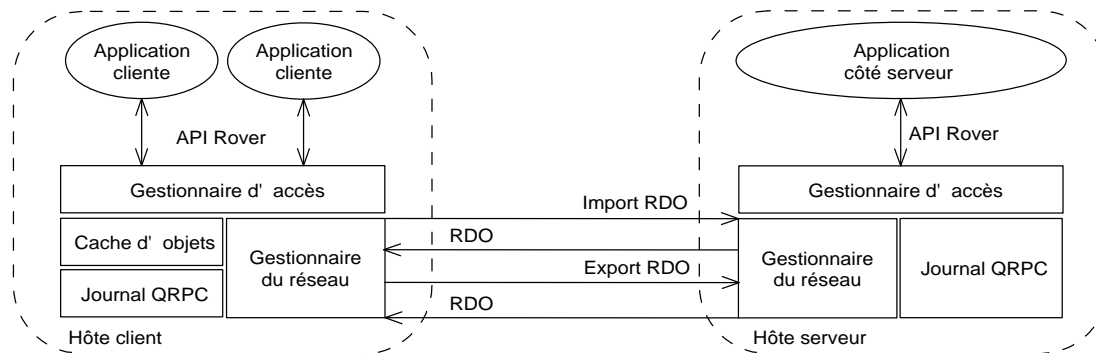 Application
cliente
Application
cliente
API Rover
Gestionnaire d' accès
Cache d' objets
Journal QRPC
Gestionnaire
du réseau
Hôte client
Import RDO
RDO
Export RDO
RDO
Application
côté serveur
API Rover
Gestionnaire d' accès
Gestionnaire
du réseau
Journal QRPC
Hôte serveur